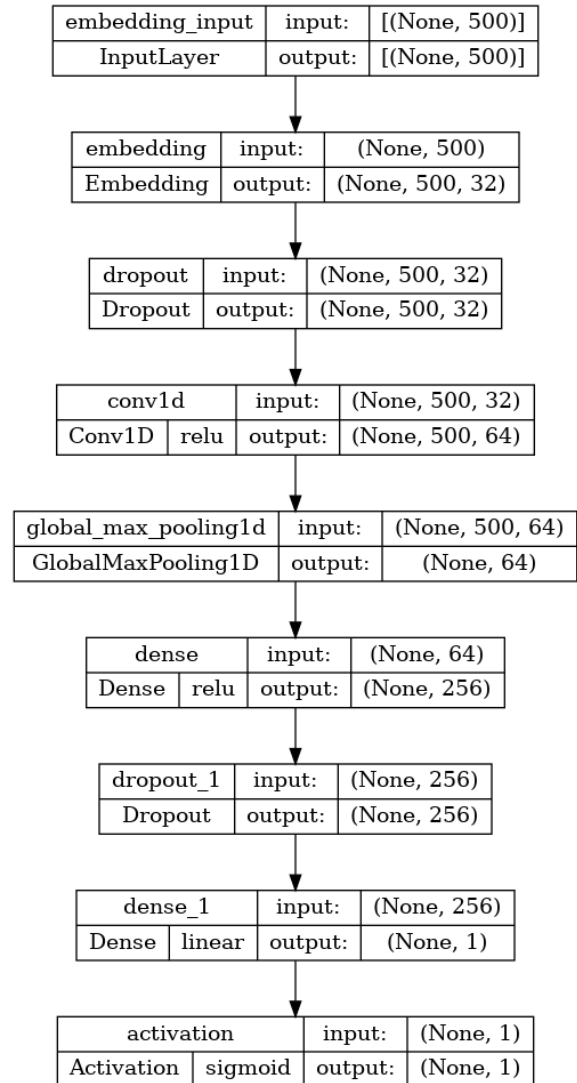 embedding_input input: [(None, 500)]
InputLayer output: [(None, 500)]
embedding input: (None, 500)
Embedding output: (None, 500, 32)
dropout input: (None, 500, 32)
Dropout output: (None, 500, 32)
conv1d input: (None, 500, 32)
Conv1D relu output: (None, 500, 64)
global_max_pooling1d input: (None, 500, 64)
GlobalMaxPooling1D output: (None, 64)
dense input: (None, 64)
Dense relu output: (None, 256)
dropout_1 input: (None, 256)
Dropout output: (None, 256)
dense_1 input: (None, 256)
Dense linear output: (None, 1)
activation input: (None, 1)
Activation sigmoid output: (None, 1)